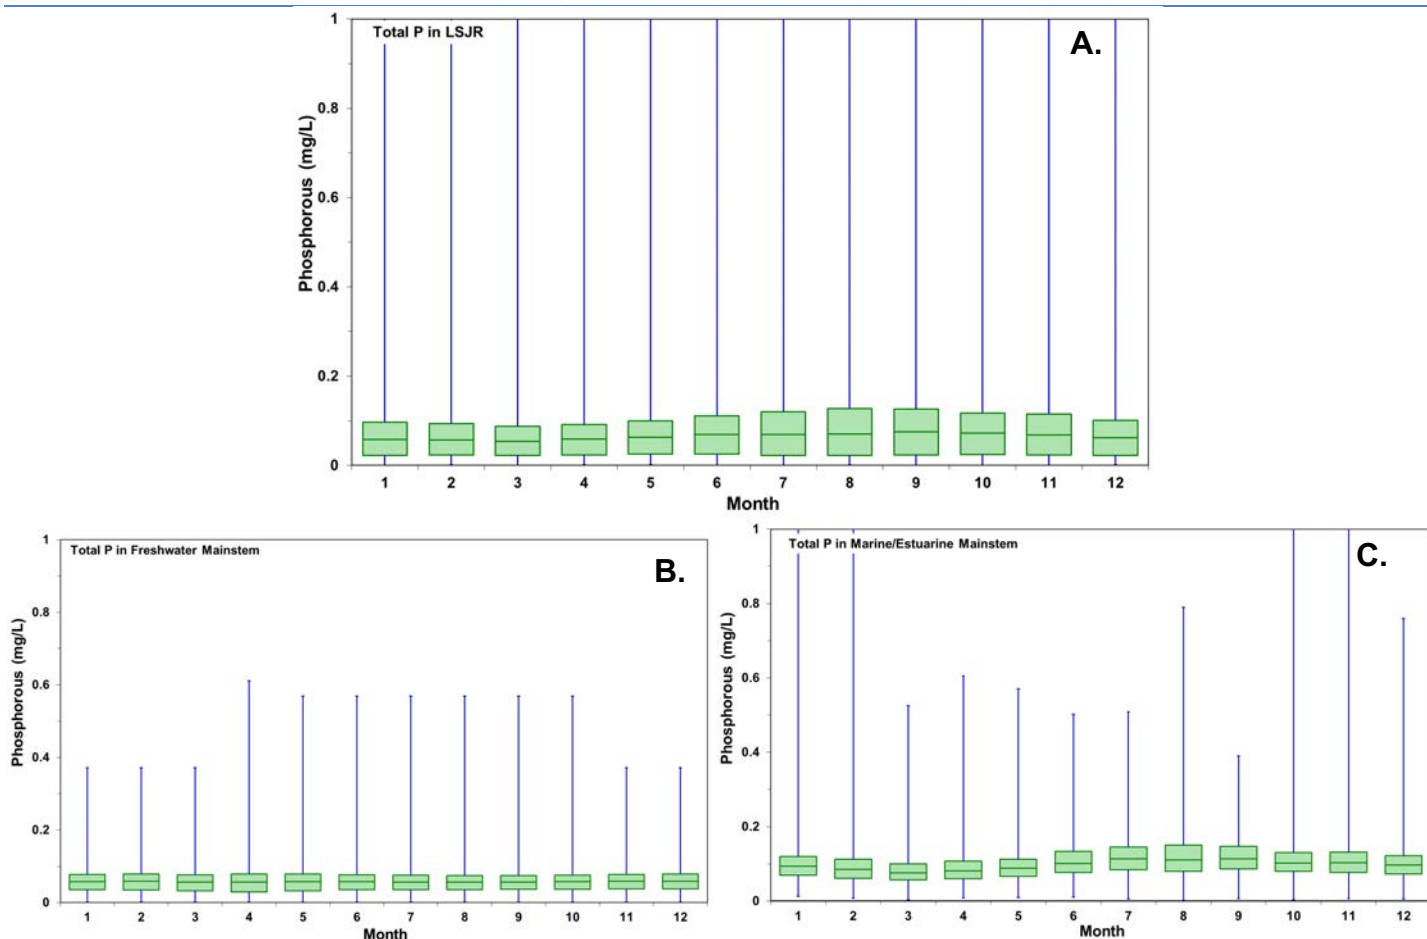 Total P in LSJR
A.
1
0.8
0.6
0.4
0.2
0
Phosphorous (mg/L)
1 2 3 4 5 6 7 8 9 10 11 12
Month
Total P in Freshwater Mainstem
B.
1
0.8
0.6
0.4
0.2
0
Phosphorous (mg/L)
1 2 3 4 5 6 7 8 9 10 11 12
Month
Total P in Marine/Estuarine Mainstem
C.
1
0.8
0.6
0.4
0.2
0
Phosphorous (mg/L)
1 2 3 4 5 6 7 8 9 10 11 12
Month